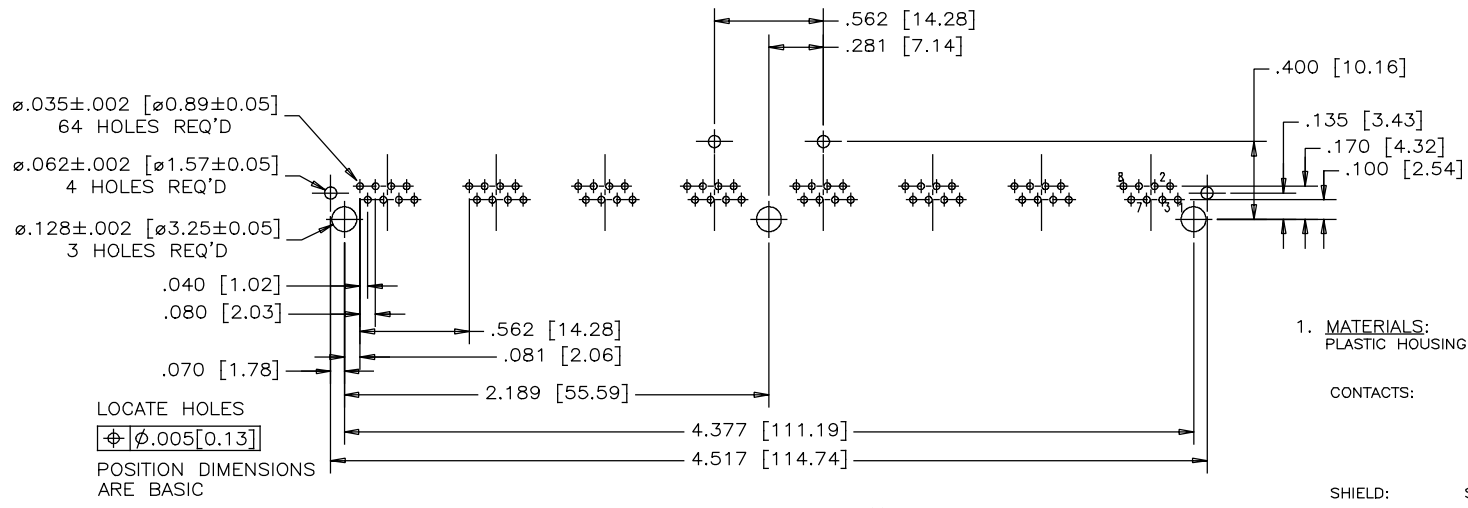 .562 [14.28]
.281 [7.14]
.400 [10.16]
ø.035±.002 [ø0.89±0.05]
64 HOLES REQ'D
.135 [3.43]
.170 [4.32]
.100 [2.54]
ø.062±.002 [ø1.57±0.05]
4 HOLES REQ'D
8 2
7 3 1
ø.128±.002 [ø3.25±0.05]
3 HOLES REQ'D
.040 [1.02]
.080 [2.03]
.562 [14.28]
.081 [2.06]
.070 [1.78]
2.189 [55.59]
4.377 [111.19]
4.517 [114.74]
LOCATE HOLES
⌖ ø.005[0.13]
POSITION DIMENSIONS
ARE BASIC
1. MATERIALS:
PLASTIC HOUSING
CONTACTS:
SHIELD: